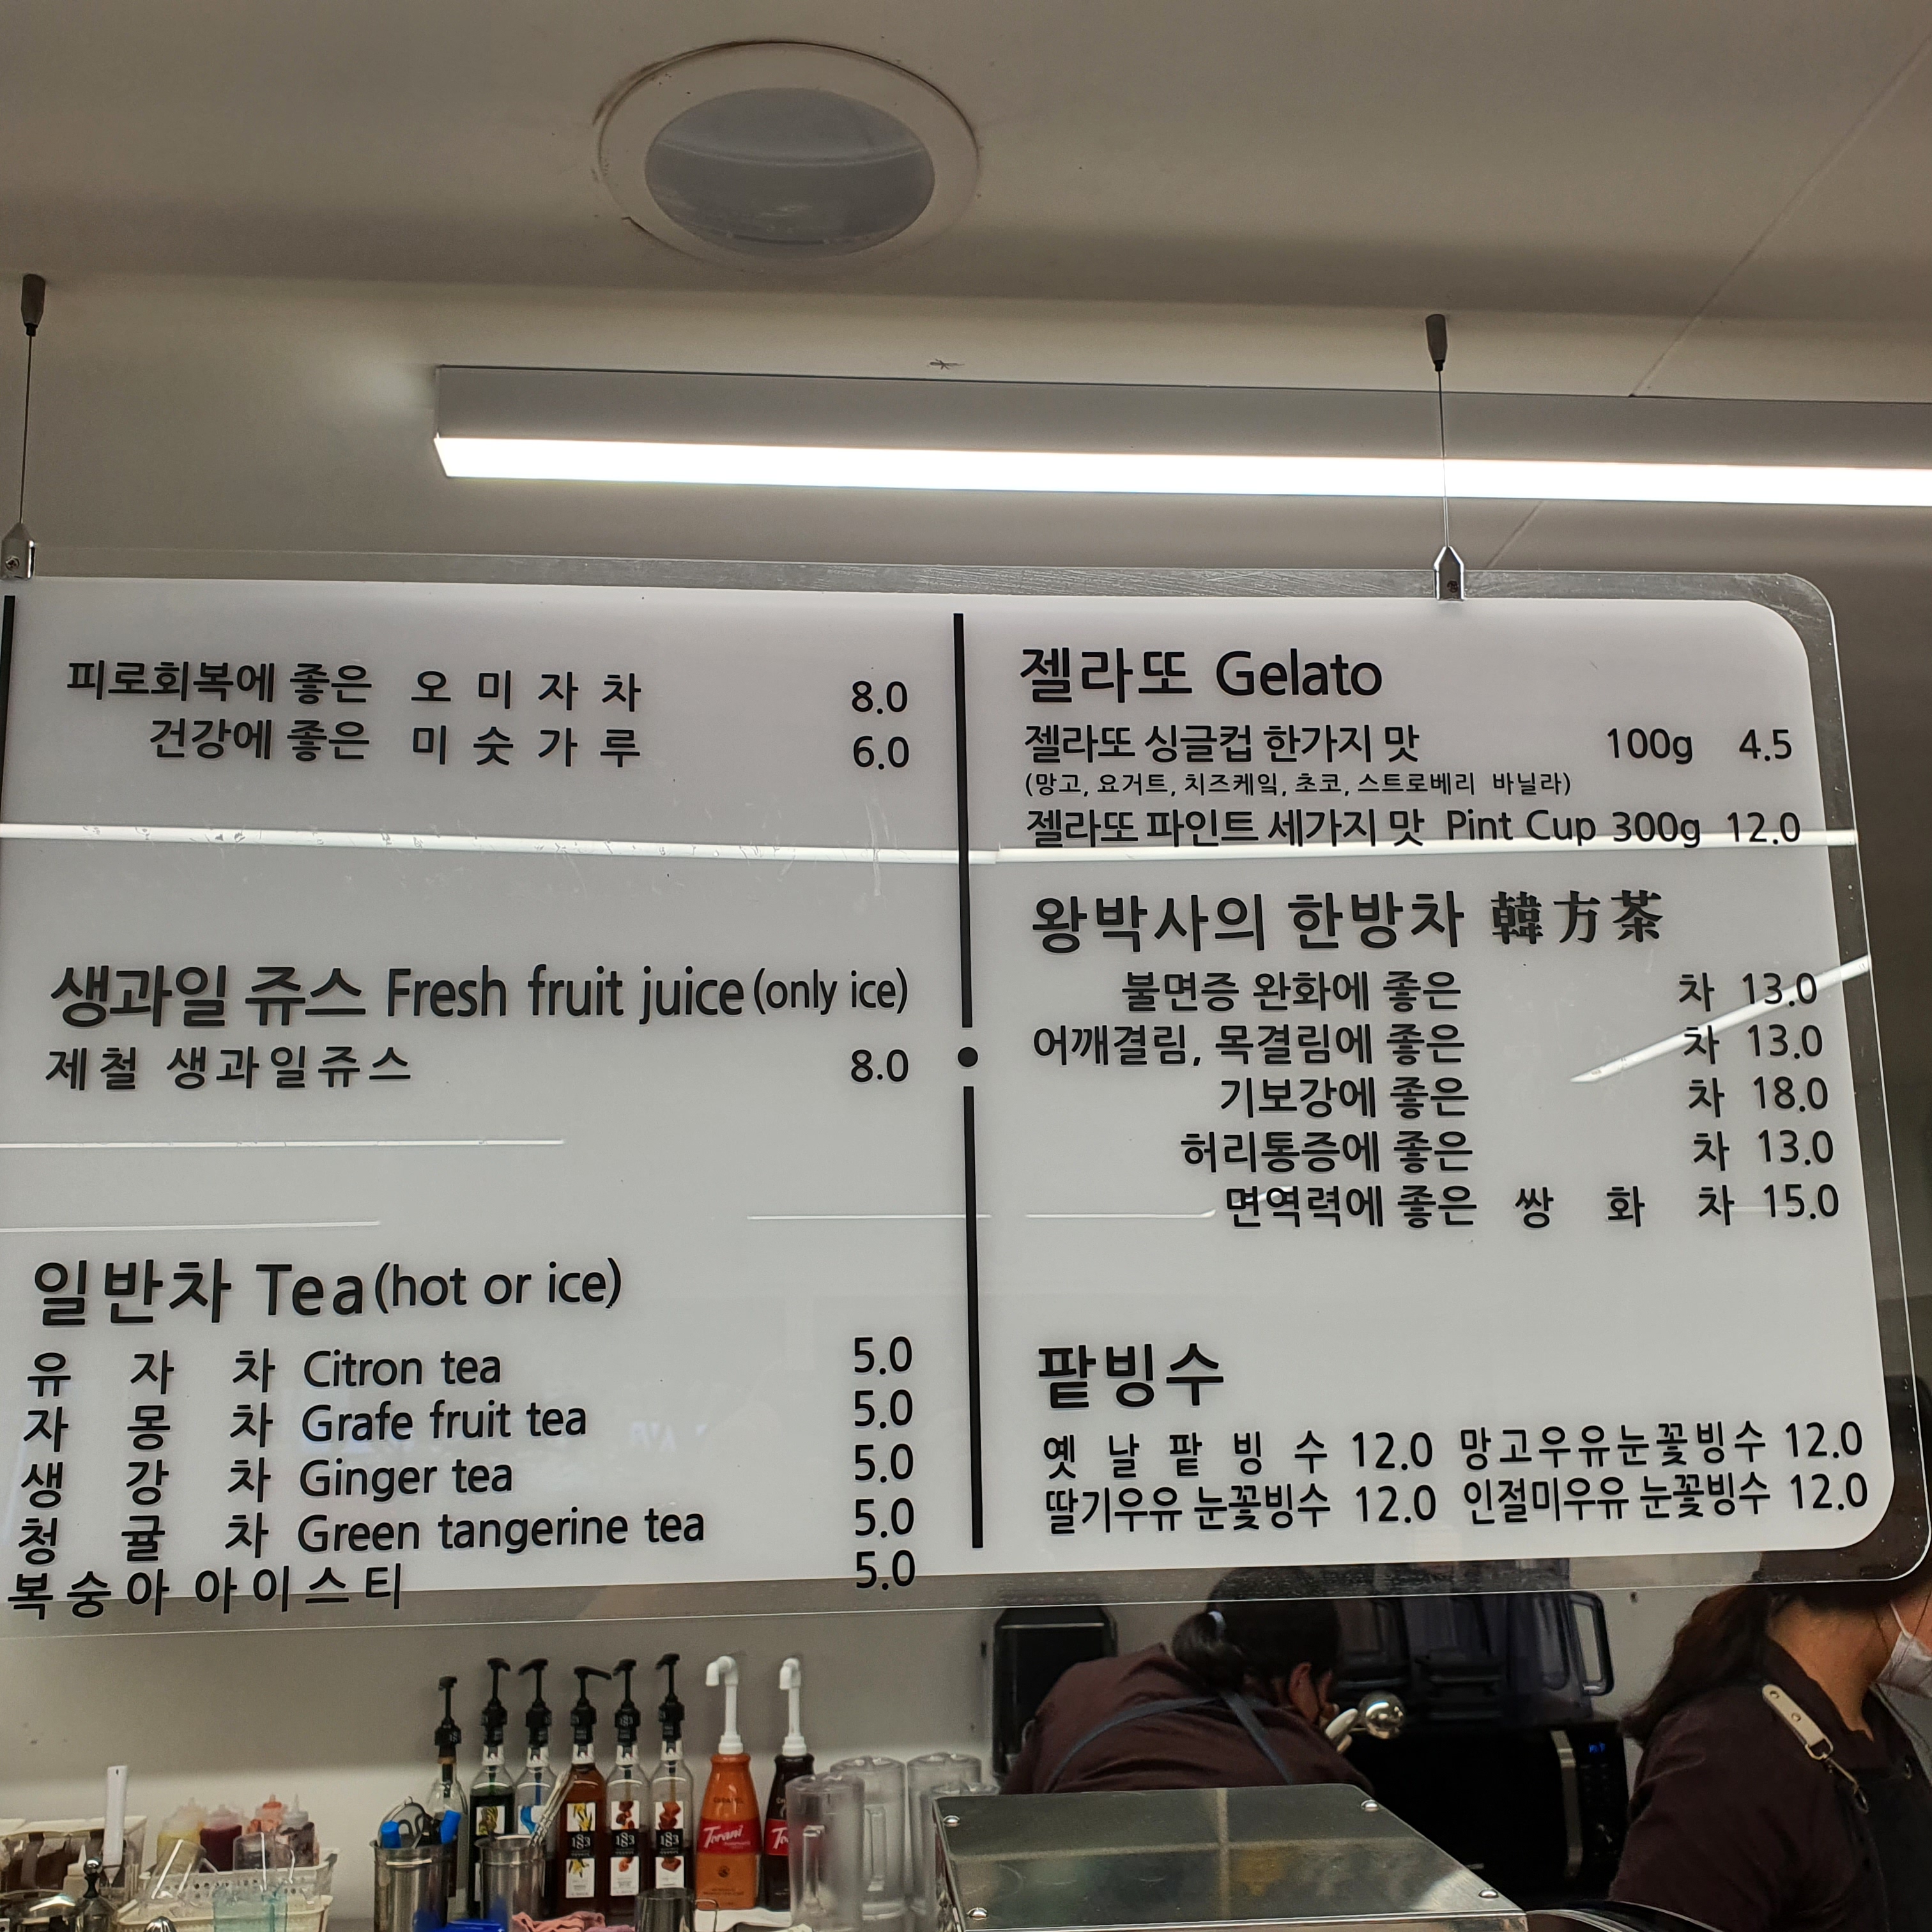 피로회복에 좋은 오 미 자 차 8.0
건강에 좋은 미 숫 가 루 6.0
생과일 쥬스 Fresh fruit juice (only ice)
제철 생과일쥬스 8.0
일반차 Tea (hot or ice)
유 자 차 Citron tea 5.0
자 몽 차 Grafe fruit tea 5.0
생 강 차 Ginger tea 5.0
청 귤 차 Green tangerine tea 5.0
복숭아 아이스티 5.0
젤라또 Gelato
젤라또 싱글컵 한가지 맛 100g 4.5
(망고, 요거트, 치즈케잌, 초코, 스트로베리 바닐라)
젤라또 파인트 세가지 맛 Pint Cup 300g 12.0
왕박사의 한방차 韓方茶
불면증 완화에 좋은 차 13.0
어깨결림, 목결림에 좋은 차 13.0
기보강에 좋은 차 18.0
허리통증에 좋은 차 13.0
면역력에 좋은 쌍 화 차 15.0
팥빙수
옛 날 팥 빙 수 12.0 망고우유눈꽃빙수 12.0
딸기우유 눈꽃빙수 12.0 인절미우유 눈꽃빙수 12.0
183
183
183
Torani